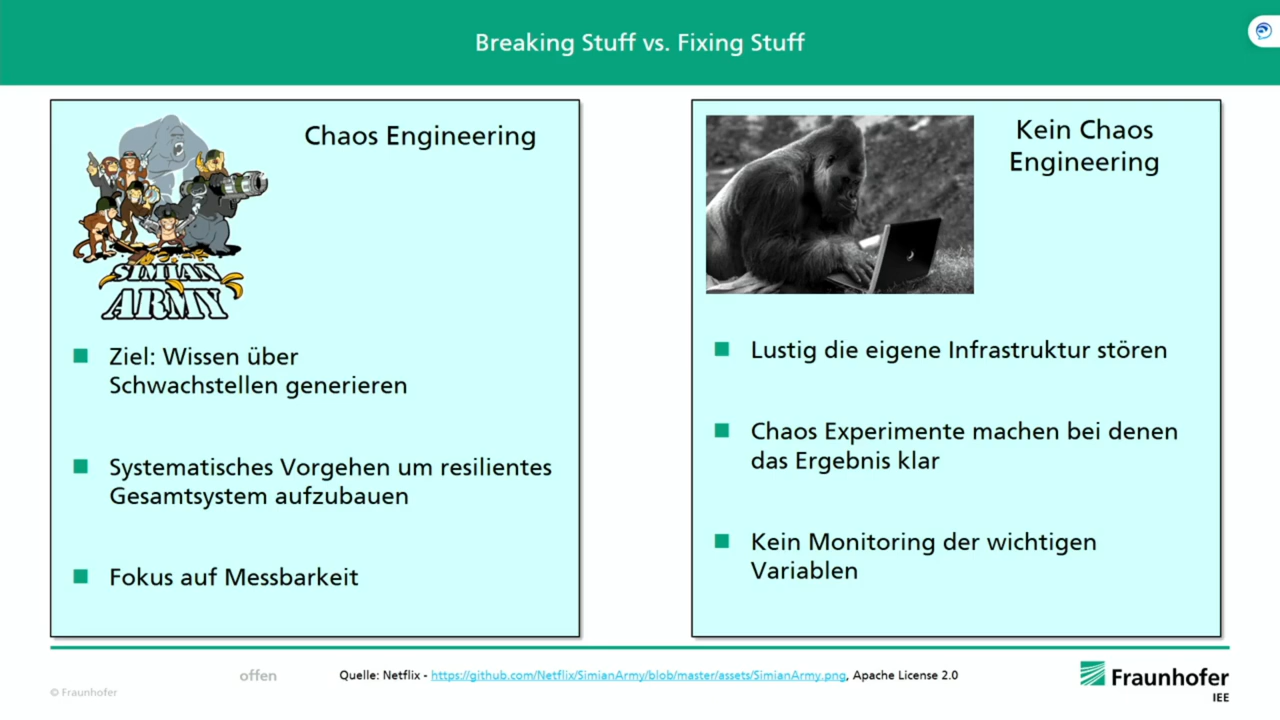 Breaking Stuff vs. Fixing Stuff
Chaos Engineering
SIMIAN
ARMY
Ziel: Wissen über
Schwachstellen generieren
Systematisches Vorgehen um resilientes
Gesamtsystem aufzubauen
Fokus auf Messbarkeit
Kein Chaos
Engineering
Lustig die eigene Infrastruktur stören
Chaos Experimente machen bei denen
das Ergebnis klar
Kein Monitoring der wichtigen
Variablen
offen
Quelle: Netflix - https://github.com/Netflix/SimianArmy/blob/master/assets/SimianArmy.png, Apache License 2.0
© Fraunhofer
Fraunhofer
IEE